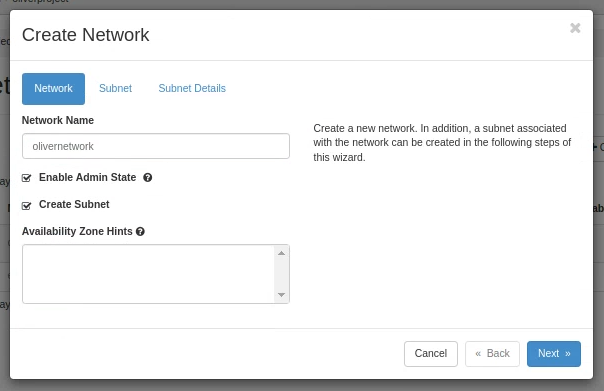 oliverproject
Create Network
×
Network Subnet Subnet Details
Network Name
olivernetwork
Create a new network. In addition, a subnet associated
with the network can be created in the following steps of
this wizard.
Enable Admin State
Create Subnet
Availability Zone Hints
Cancel « Back Next »